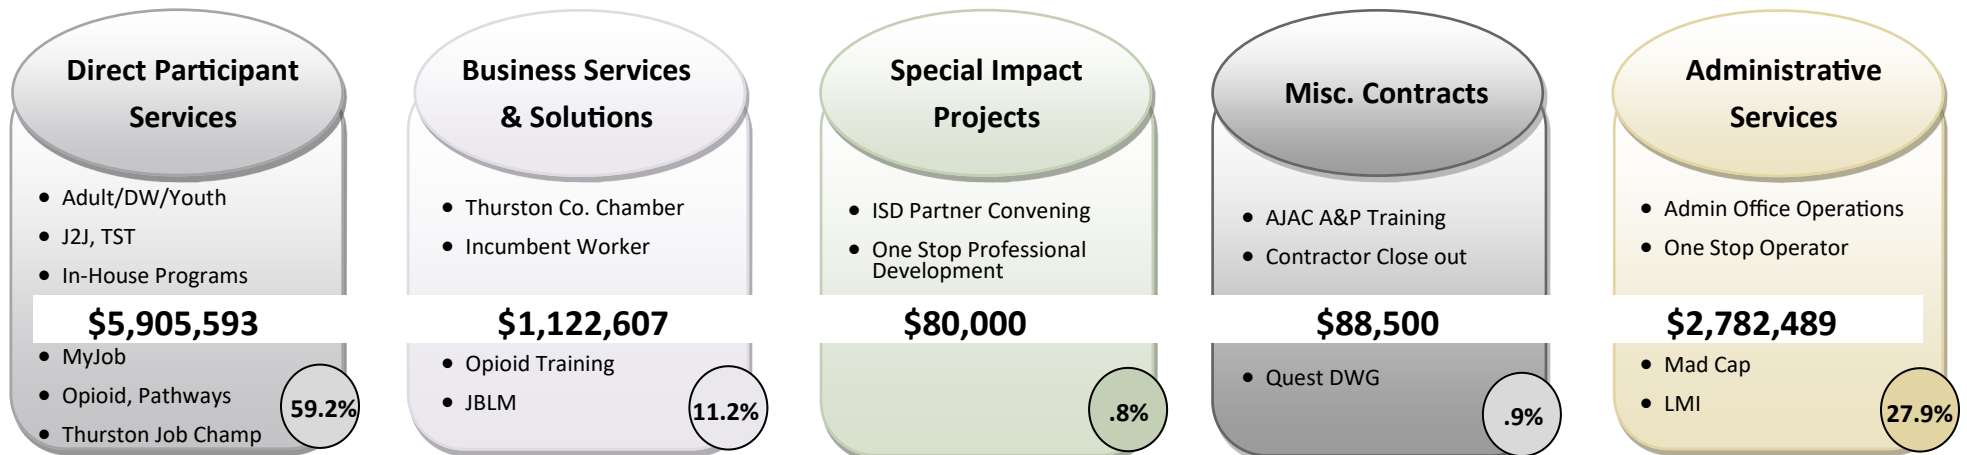 Direct Participant
Services
• Adult/DW/Youth
• J2J, TST
• In-House Programs
$5,905,593
• MyJob
• Opioid, Pathways
• Thurston Job Champ
59.2%
Business Services
& Solutions
• Thurston Co. Chamber
• Incumbent Worker
$1,122,607
• Opioid Training
• JBLM
11.2%
Special Impact
Projects
• ISD Partner Convening
• One Stop Professional
Development
$80,000
.8%
Misc. Contracts
• AJAC A&P Training
• Contractor Close out
$88,500
• Quest DWG
.9%
Administrative
Services
• Admin Office Operations
• One Stop Operator
$2,782,489
• Mad Cap
• LMI
27.9%